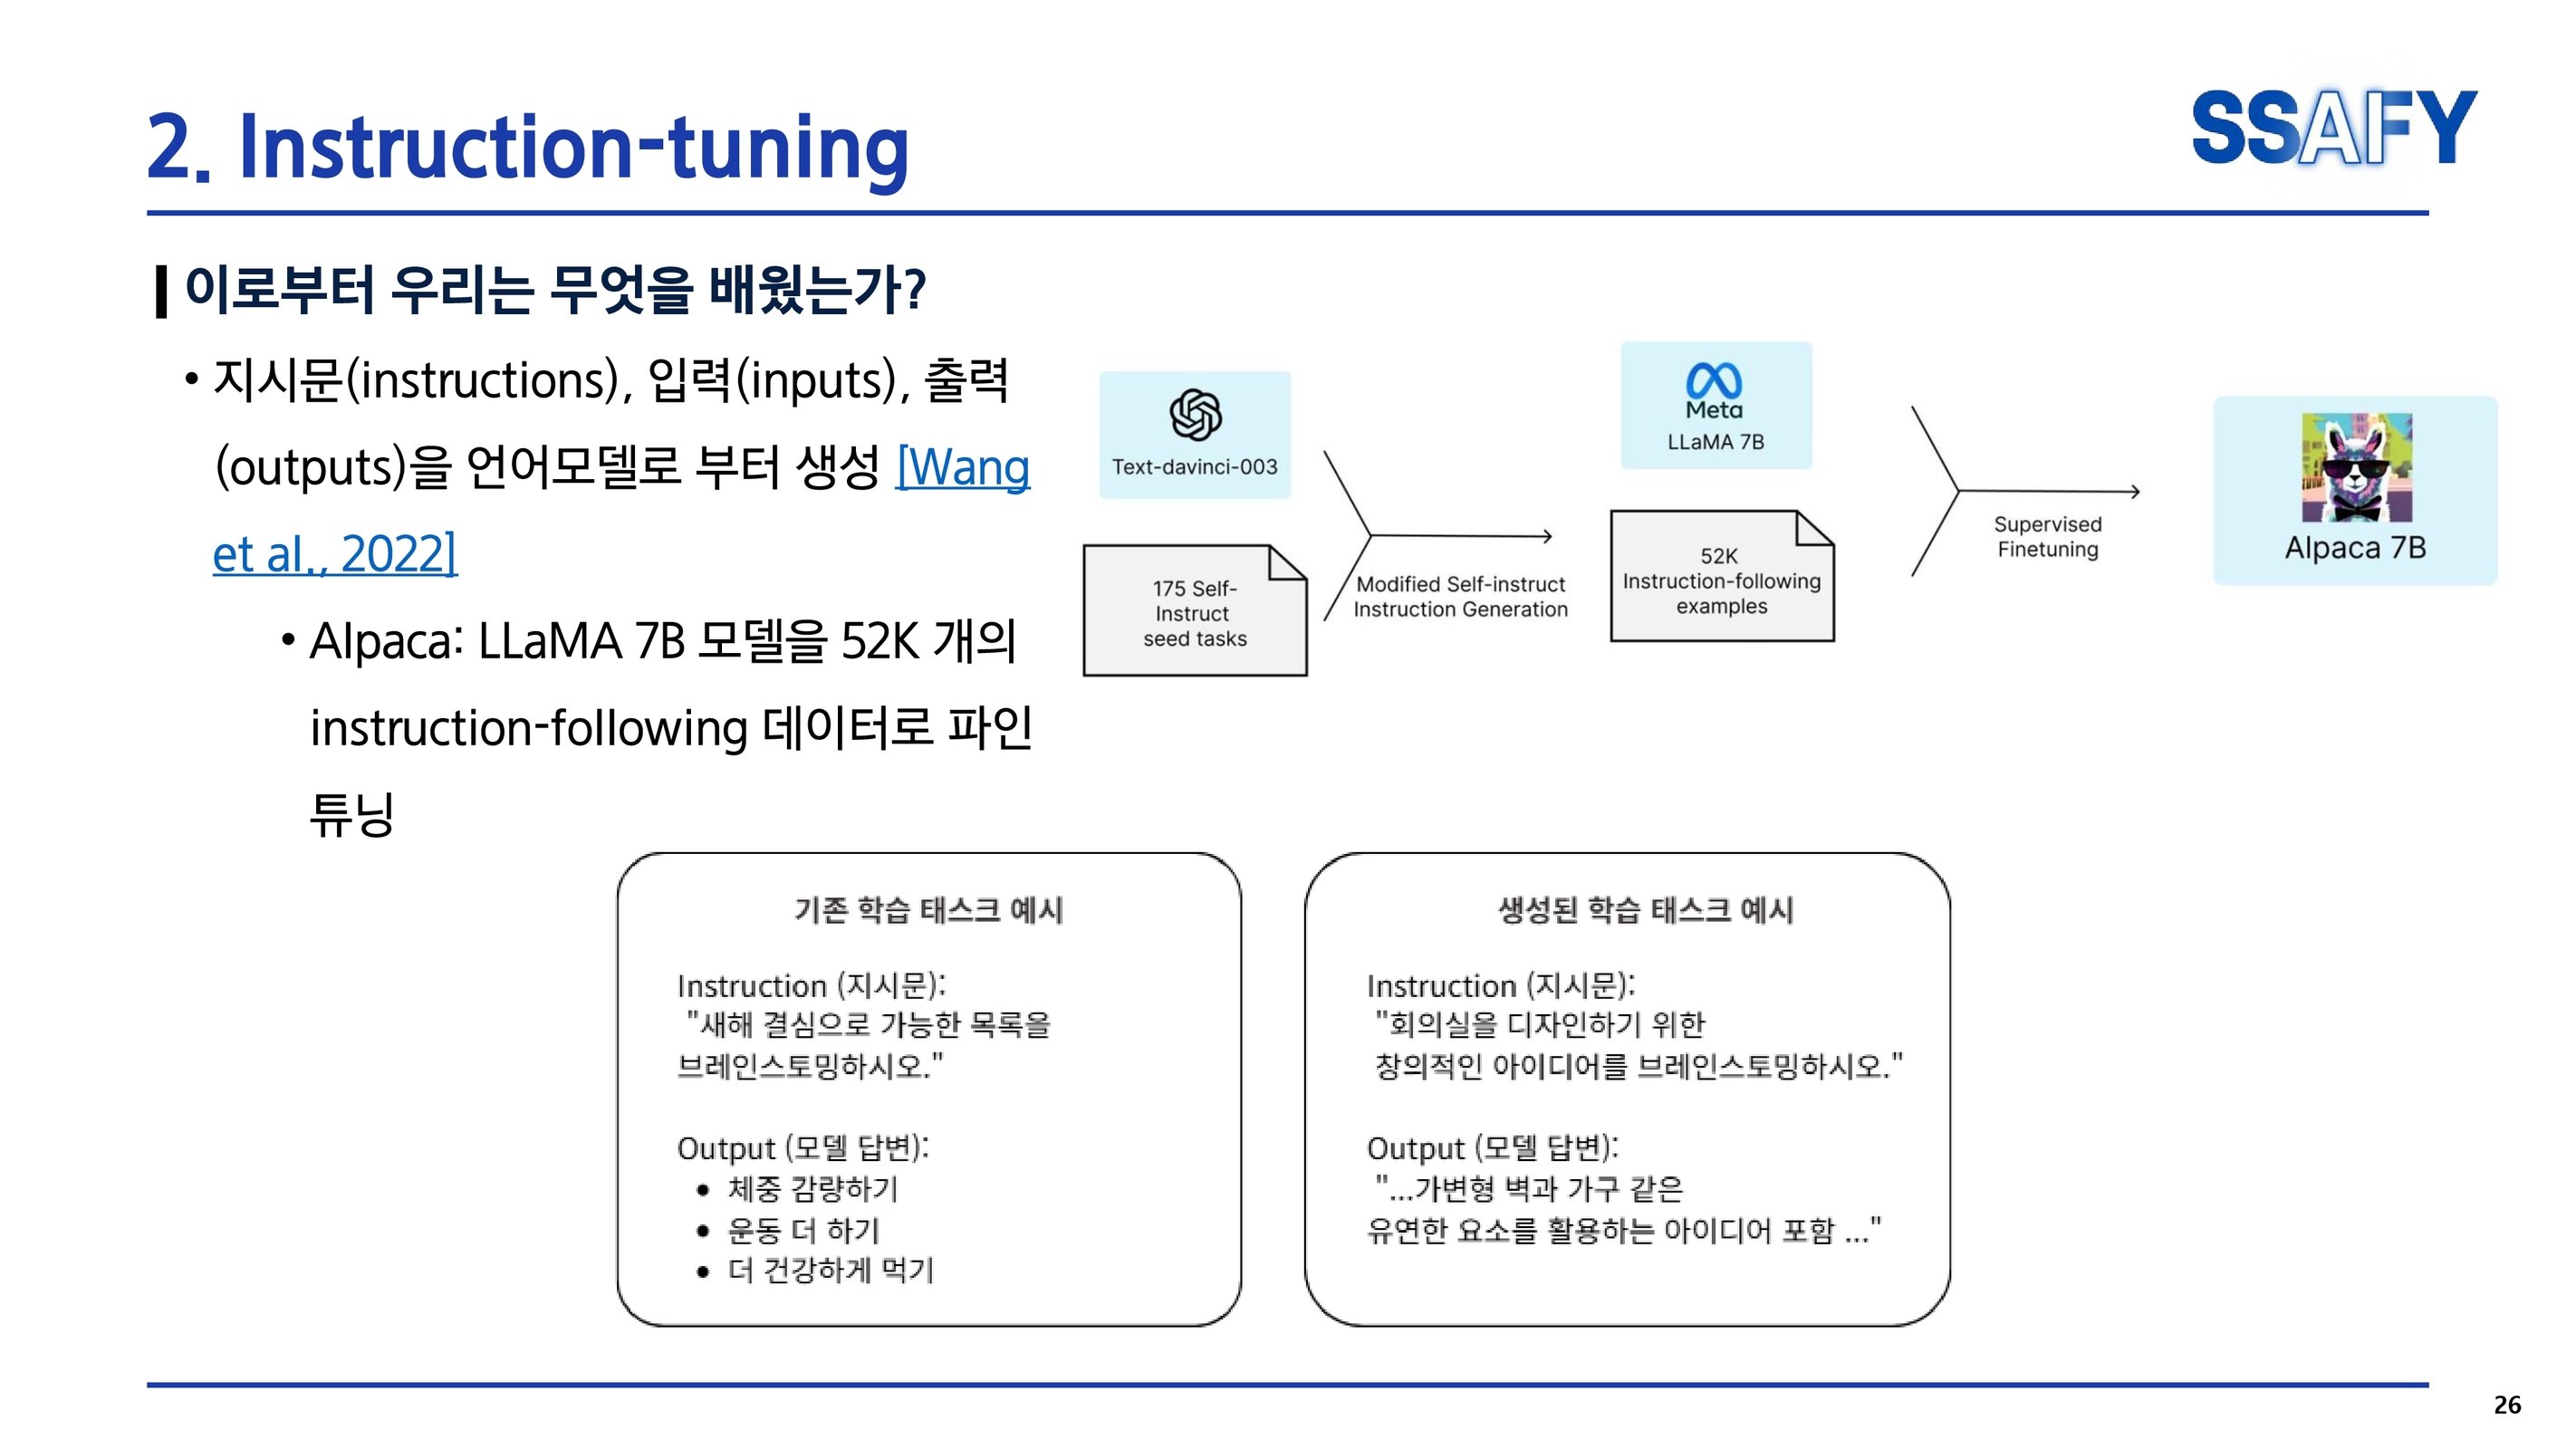 2. Instruction-tuning
SSAFY
이로부터 우리는 무엇을 배웠는가?
• 지시문(instructions), 입력(inputs), 출력
(outputs)을 언어모델로 부터 생성 [Wang
et al., 2022]
• Alpaca: LLaMA 7B 모델을 52K 개의
instruction-following 데이터로 파인
튜닝
Text-davinci-003
175 Self-
Instruct
seed tasks
Modified Self-instruct
Instruction Generation
Meta
LLaMA 7B
52K
Instruction-following
examples
Supervised
Finetuning
Alpaca 7B
기존 학습 태스크 예시
Instruction (지시문):
"새해 결심으로 가능한 목록을
브레인스토밍하시오."
Output (모델 답변):
• 체중 감량하기
• 운동 더 하기
• 더 건강하게 먹기
생성된 학습 태스크 예시
Instruction (지시문):
"회의실을 디자인하기 위한
창의적인 아이디어를 브레인스토밍하시오."
Output (모델 답변):
"...가변형 벽과 가구 같은
유연한 요소를 활용하는 아이디어 포함 ..."
26